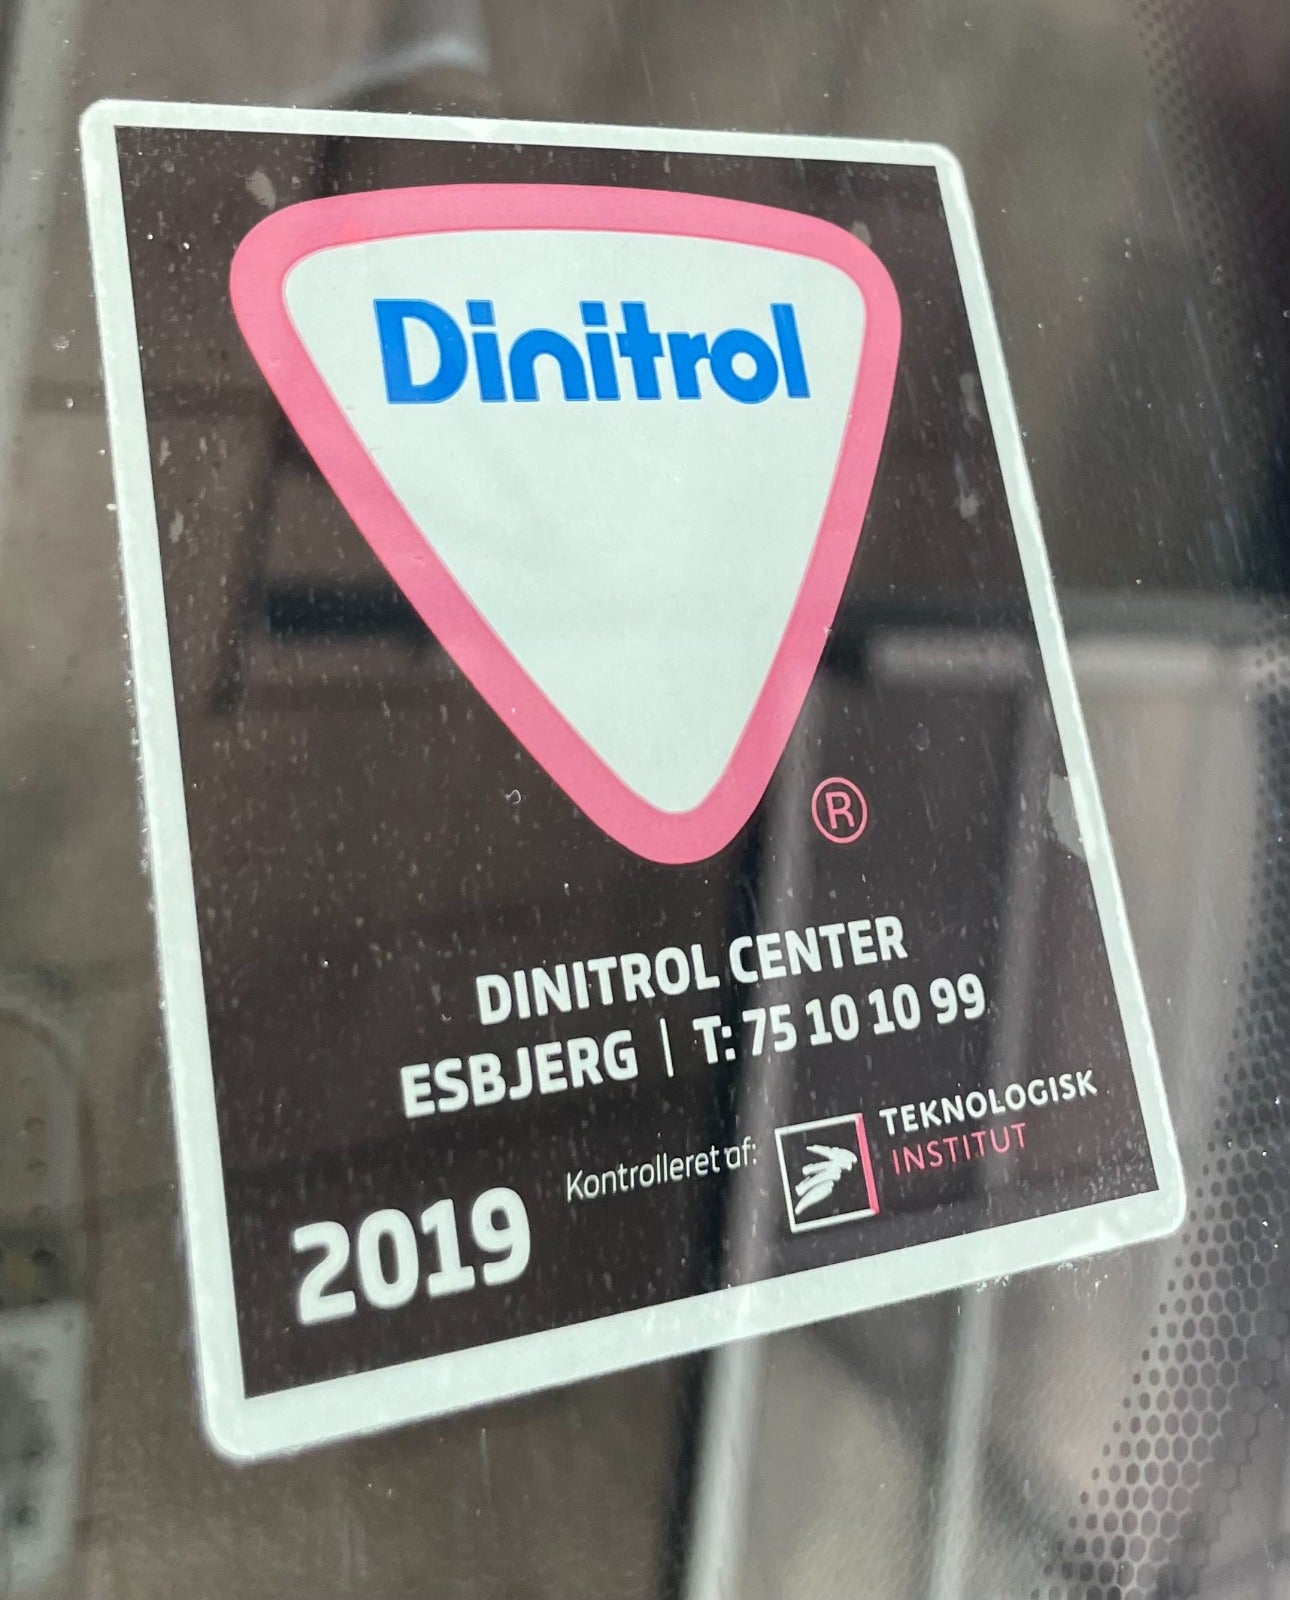 Dinitrol
®
DINITROL CENTER
ESBJERG | T: 75 10 10 99
Kontrolleret af:
TEKNOLOGISK
INSTITUT
2019